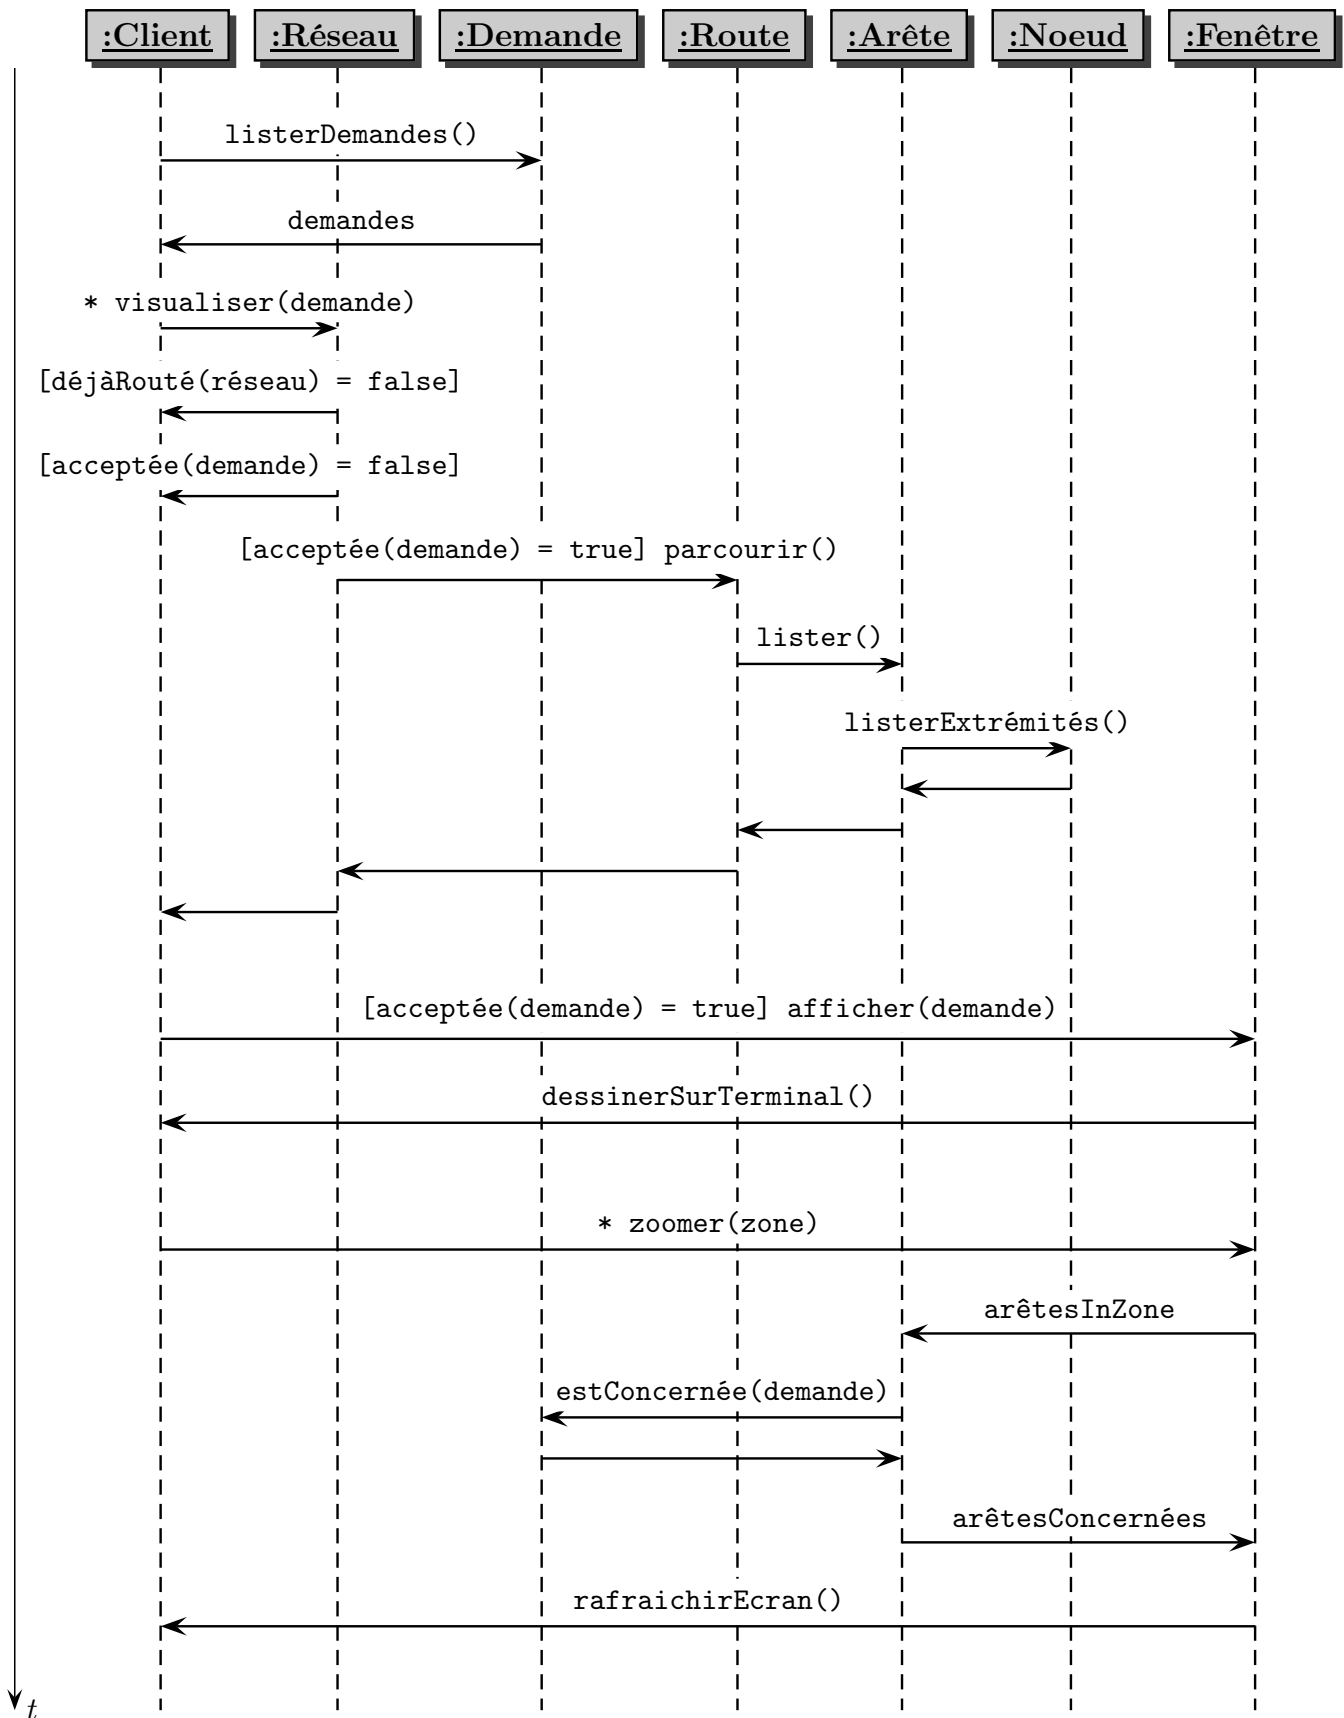 :Client :Réseau :Demande :Route :Arête :Noeud :Fenêtre
listerDemandes()
demandes
* visualiser(demande)
[déjàRouté(réseau) = false]
[acceptée(demande) = false]
[acceptée(demande) = true] parcourir()
lister()
listerExtrémités()
[acceptée(demande) = true] afficher(demande)
dessinerSurTerminal()
* zoomer(zone)
arêtesInZone
estConcernée(demande)
arêtesConcernées
rafraichirEcran()
t